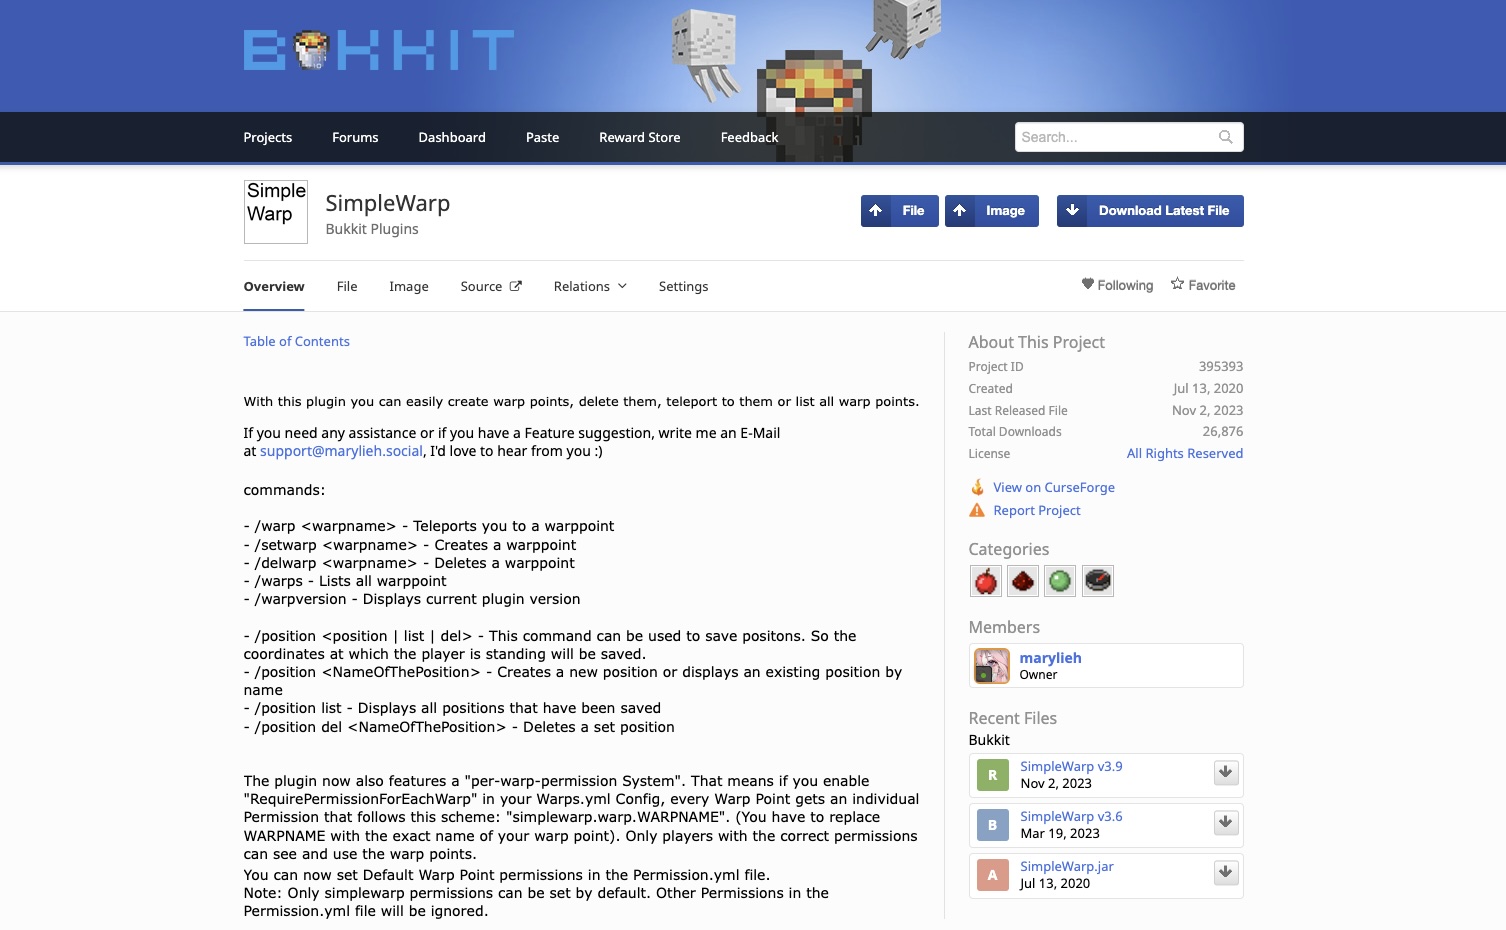 BUKKIT
Projects
Forums
Dashboard
Paste
Reward Store
Feedback
Search...
Simple
Warp
SimpleWarp
Bukkit Plugins
File
Image
Download Latest File
Overview
File
Image
Source
Relations
Settings
Following
Favorite
Table of Contents
With this plugin you can easily create warp points, delete them, teleport to them or list all warp points.
If you need any assistance or if you have a Feature suggestion, write me an E-Mail
at support@marylieh.social, I'd love to hear from you :)
commands:
- /warp <warpname> - Teleports you to a warppoint
- /setwarp <warpname> - Creates a warppoint
- /delwarp <warpname> - Deletes a warppoint
- /warps - Lists all warppoint
- /warpversion - Displays current plugin version
- /position <position | list | del> - This command can be used to save positons. So the
coordinates at which the player is standing will be saved.
- /position <NameOfThePosition> - Creates a new position or displays an existing position by
name
- /position list - Displays all positions that have been saved
- /position del <NameOfThePosition> - Deletes a set position
The plugin now also features a "per-warp-permission System". That means if you enable
"RequirePermissionForEachWarp" in your Warps.yml Config, every Warp Point gets an individual
Permission that follows this scheme: "simplewarp.warp.WARPNAME". (You have to replace
WARPNAME with the exact name of your warp point). Only players with the correct permissions
can see and use the warp points.
You can now set Default Warp Point permissions in the Permission.yml file.
Note: Only simplewarp permissions can be set by default. Other Permissions in the
Permission.yml file will be ignored.
About This Project
Project ID 395393
Created Jul 13, 2020
Last Released File Nov 2, 2023
Total Downloads 26,876
License All Rights Reserved
View on CurseForge
Report Project
Categories
Members
marylieh
Owner
Recent Files
Bukkit
R
SimpleWarp v3.9
Nov 2, 2023
B
SimpleWarp v3.6
Mar 19, 2023
A
SimpleWarp.jar
Jul 13, 2020